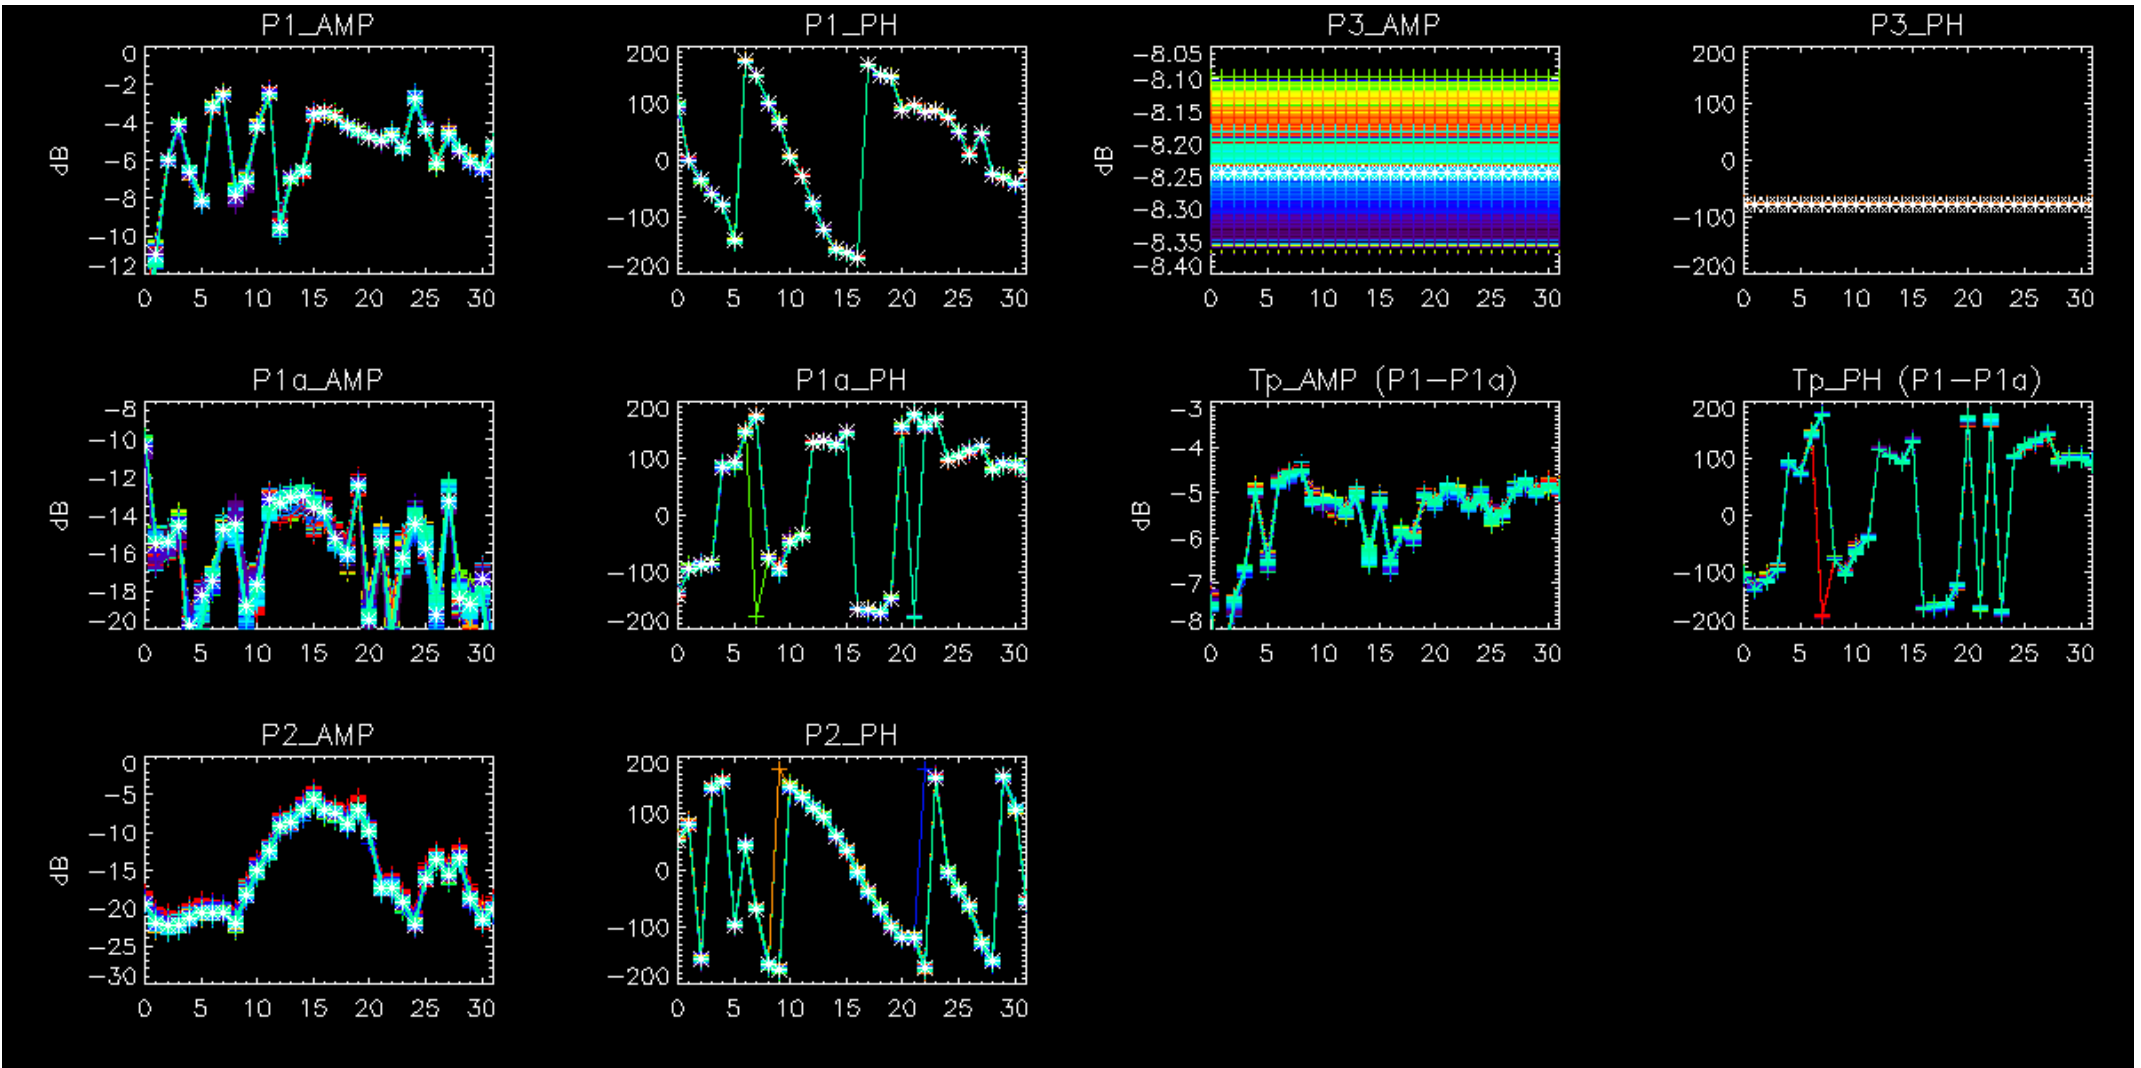 P1_AMP P1_PH P3_AMP P3_PH
0 200 -8.05 200
-2 100 -8.10 100
-4 0 -8.15 0
-6 -100 -8.20 -100
-8 -200 -8.25 -200
-10 -8.30
-12 -8.35
-8.40
dB dB
0 5 10 15 20 25 30 0 5 10 15 20 25 30 0 5 10 15 20 25 30 0 5 10 15 20 25 30
P1a_AMP P1a_PH Tp_AMP (P1-P1a) Tp_PH (P1-P1a)
-8 200 -3 200
-10 100 -4 100
-12 0 -5 0
-14 -100 -6 -100
-16 -200 -7 -200
-18 -8
-20
dB dB
0 5 10 15 20 25 30 0 5 10 15 20 25 30 0 5 10 15 20 25 30 0 5 10 15 20 25 30
P2_AMP P2_PH
0 200
-5 100
-10 0
-15 -100
-20 -200
-25
-30
dB
0 5 10 15 20 25 30 0 5 10 15 20 25 30